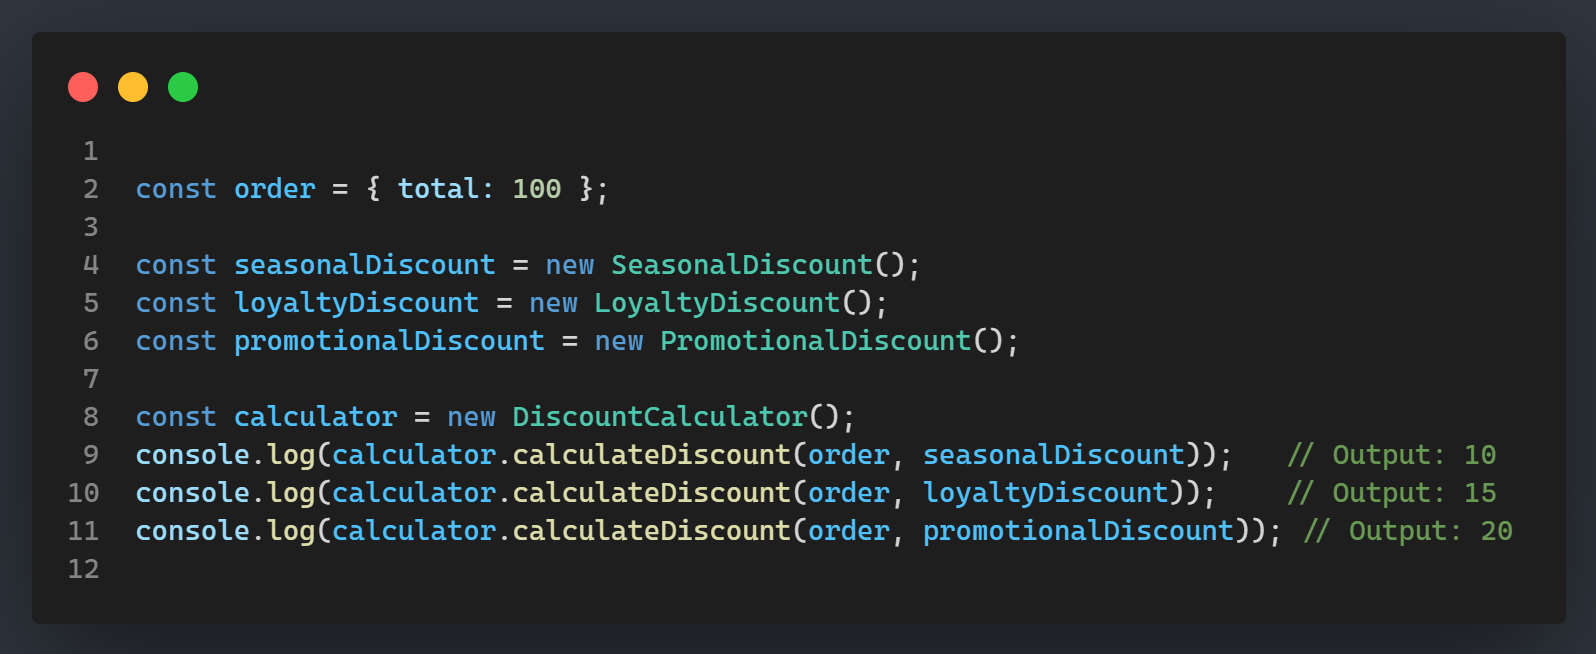 1
2 const order = { total: 100 };
3
4 const seasonalDiscount = new SeasonalDiscount();
5 const loyaltyDiscount = new LoyaltyDiscount();
6 const promotionalDiscount = new PromotionalDiscount();
7
8 const calculator = new DiscountCalculator();
9 console.log(calculator.calculateDiscount(order, seasonalDiscount));   // Output: 10
10 console.log(calculator.calculateDiscount(order, loyaltyDiscount));    // Output: 15
11 console.log(calculator.calculateDiscount(order, promotionalDiscount)); // Output: 20
12